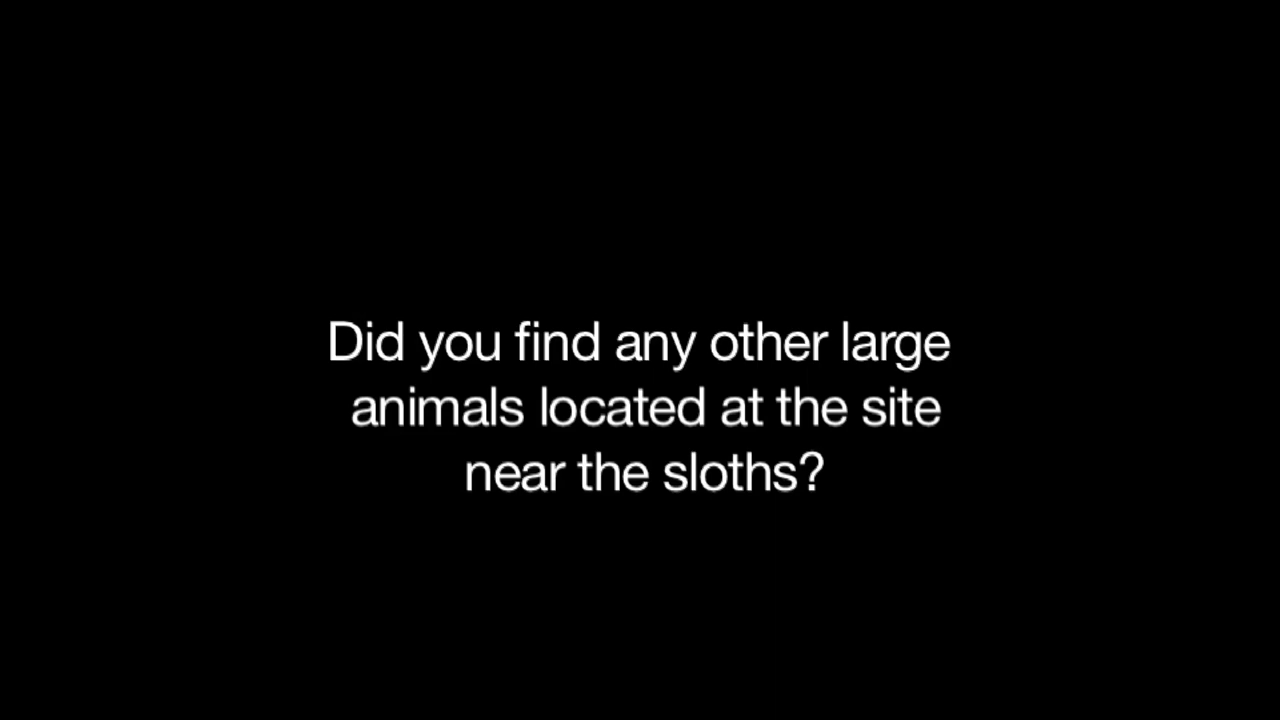 Did you find any other large
animals located at the site
near the sloths?